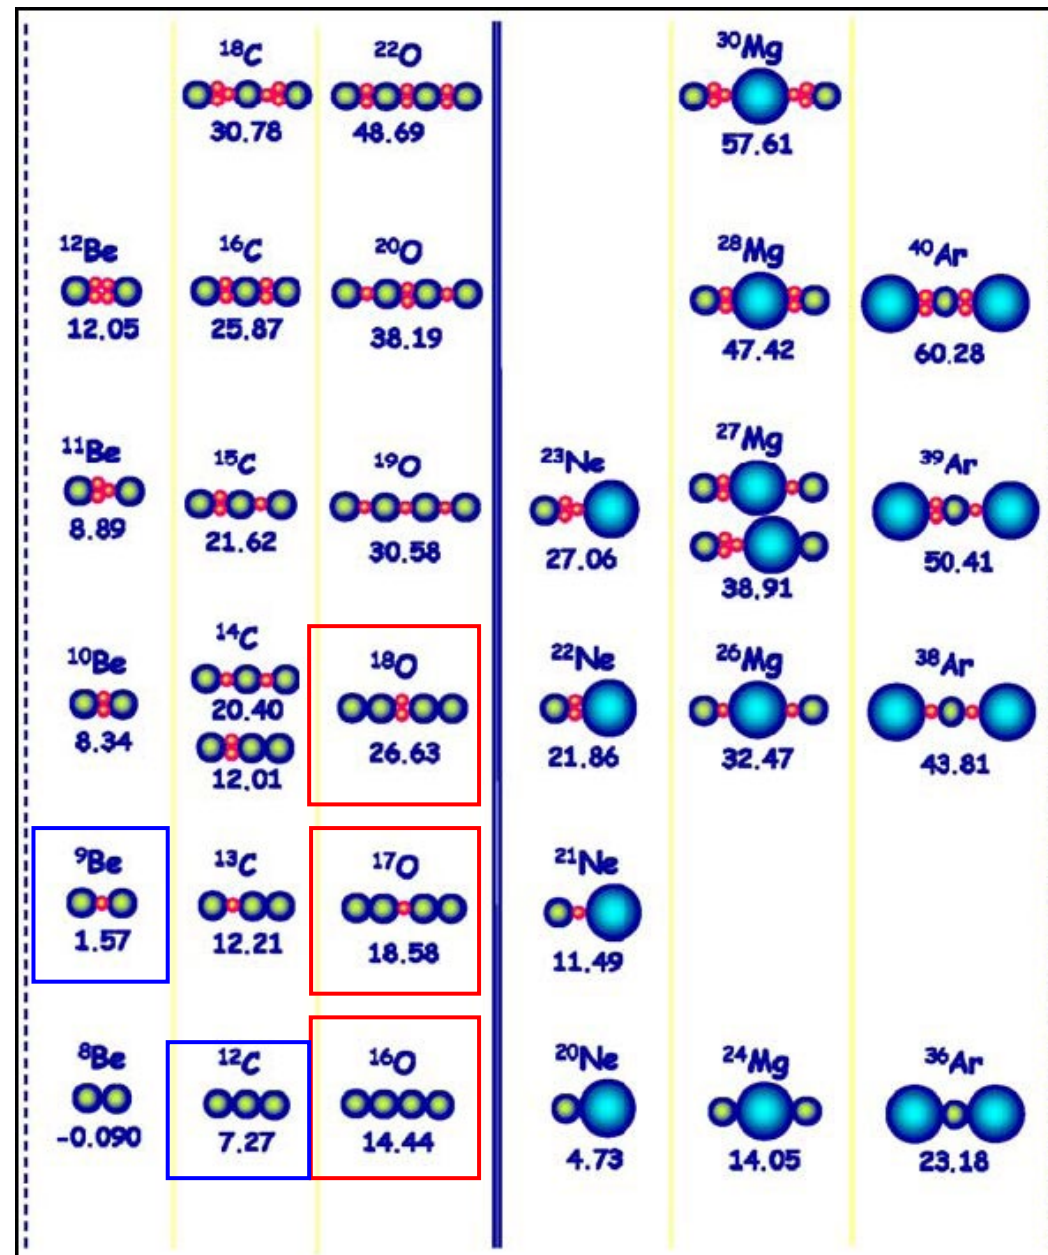 18C 22O 30Mg
30.78 48.69 57.61
12Be 16C 20O 28Mg 40Ar
12.05 25.87 38.19 47.42 60.28
11Be 15C 19O 23Ne 27Mg 39Ar
8.89 21.62 30.58 27.06 38.91 50.41
10Be 14C 18O 22Ne 26Mg 38Ar
20.40
8.34 26.63 21.86 32.47 43.81
12.01
9Be 13C 17O 21Ne
1.57 12.21 18.58 11.49
8Be 12C 16O 20Ne 24Mg 36Ar
-0.090 7.27 14.44 4.73 14.05 23.18